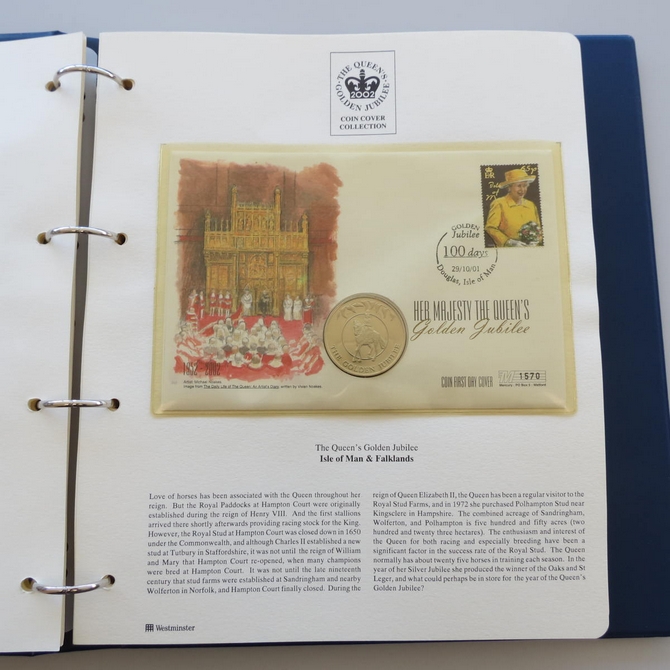 THE QUEEN'S
2002
GOLDEN JUBILEE
COIN COVER
COLLECTION
65p
GOLDEN
Jubilee
100 days
29/10/01
Douglas, Isle of Man
HER MAJESTY THE QUEEN'S
Golden Jubilee
THE GOLDEN JUBILEE
1952 - 2002
COIN FIRST DAY COVER
1570
The Queen's Golden Jubilee
Isle of Man & Falklands
Love of horses has been associated with the Queen throughout her
reign. But the Royal Paddocks at Hampton Court were originally
established during the reign of Henry VIII. And the first stallions
arrived there shortly afterwards providing racing stock for the King.
However, the Royal Stud at Hampton Court was closed down in 1650
under the Commonwealth, and although Charles II established a new
stud at Tutbury in Staffordshire, it was not until the reign of William
and Mary that Hampton Court re-opened, when many champions
were bred at Hampton Court. It was not until the late nineteenth
century that stud farms were established at Sandringham and nearby
Wolferton in Norfolk, and Hampton Court finally closed. During the
reign of Queen Elizabeth II, the Queen has been a regular visitor to the
Royal Stud Farms, and in 1972 she purchased Polhampton Stud near
Kingsclere in Hampshire. The combined acreage of Sandringham,
Wolferton, and Polhampton is five hundred and fifty acres (two
hundred and twenty three hectares). The enthusiasm and interest of
the Queen for both racing and especially breeding have been a
significant factor in the success rate of the Royal Stud. The Queen
normally has about twenty five horses in training each season. In the
year of her Silver Jubilee she produced the winner of the Oaks and St
Leger, and what could perhaps be in store for the year of the Queen's
Golden Jubilee?
Westminster